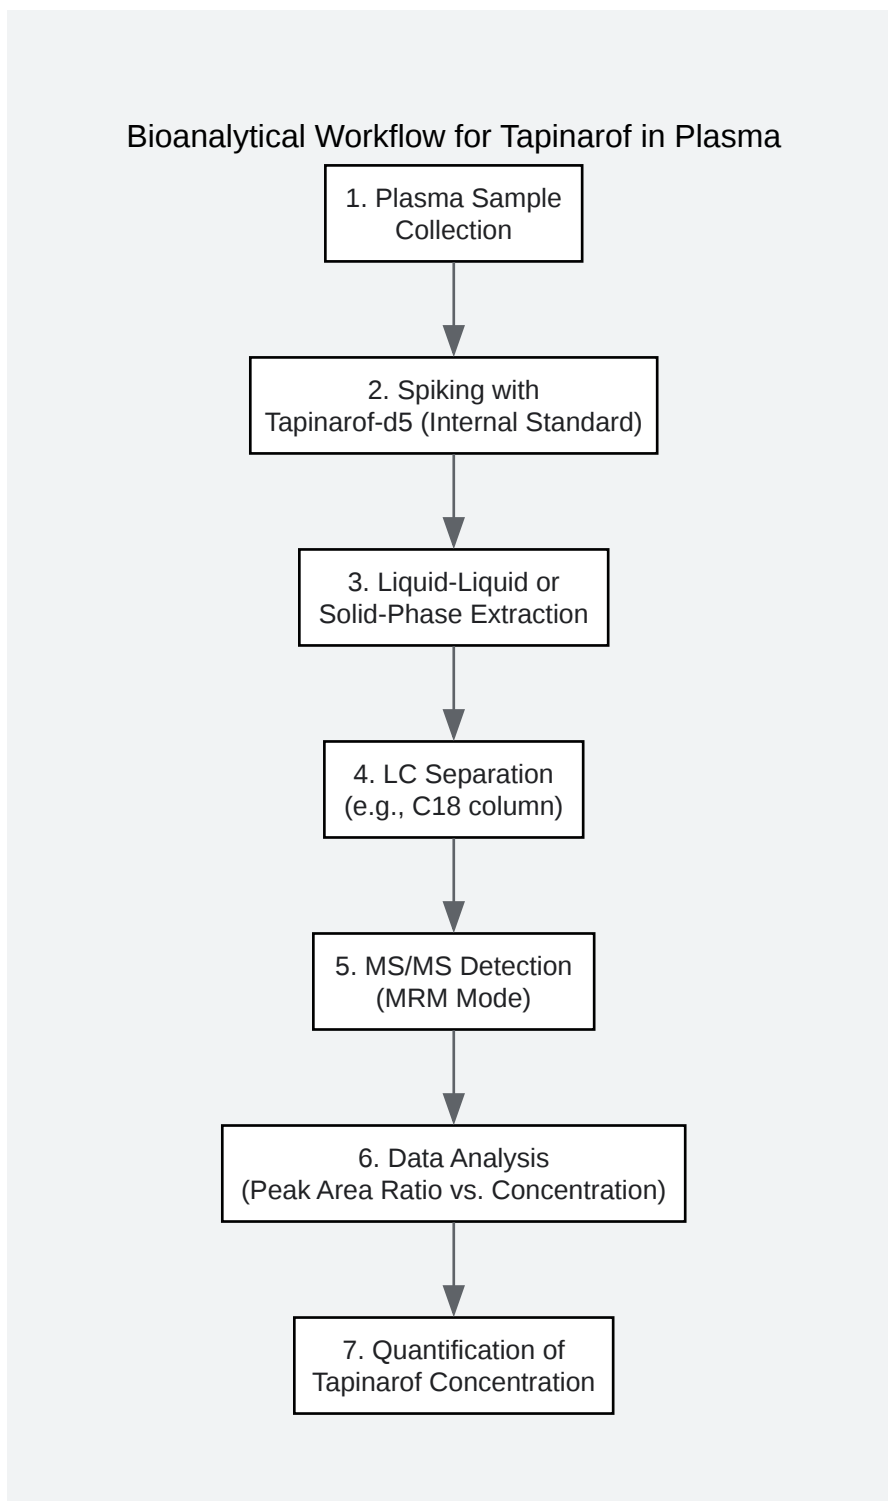 Bioanalytical Workflow for Tapinarof in Plasma
1. Plasma Sample
Collection
2. Spiking with
Tapinarof-d5 (Internal Standard)
3. Liquid-Liquid or
Solid-Phase Extraction
4. LC Separation
(e.g., C18 column)
5. MS/MS Detection
(MRM Mode)
6. Data Analysis
(Peak Area Ratio vs. Concentration)
7. Quantification of
Tapinarof Concentration